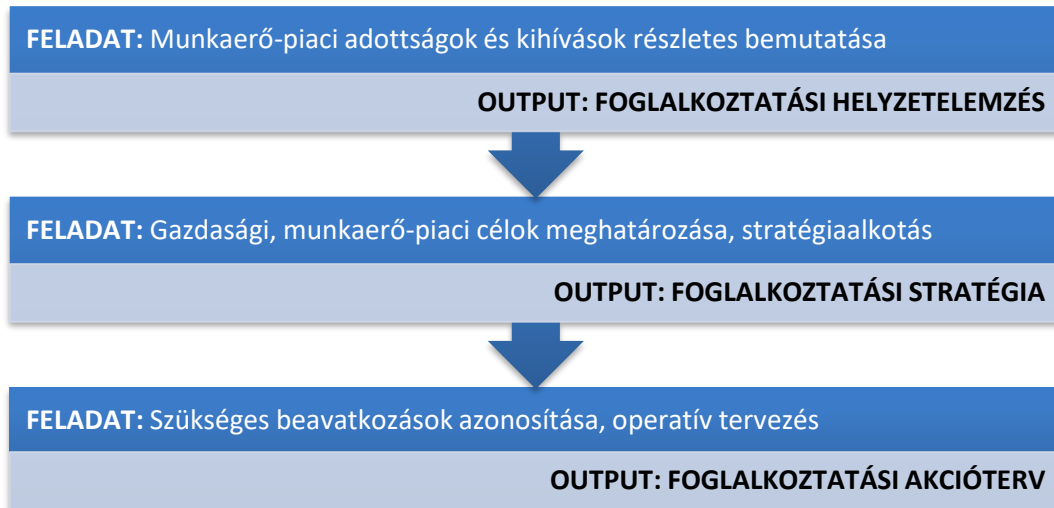 FELADAT: Munkaerő-piaci adottságok és kihívások részletes bemutatása
OUTPUT: FOGLALKOZTATÁSI HELYZETELEMZÉS
FELADAT: Gazdasági, munkaerő-piaci célok meghatározása, stratégiaalkotás
OUTPUT: FOGLALKOZTATÁSI STRATÉGIA
FELADAT: Szükséges beavatkozások azonosítása, operatív tervezés
OUTPUT: FOGLALKOZTATÁSI AKCIÓTERV